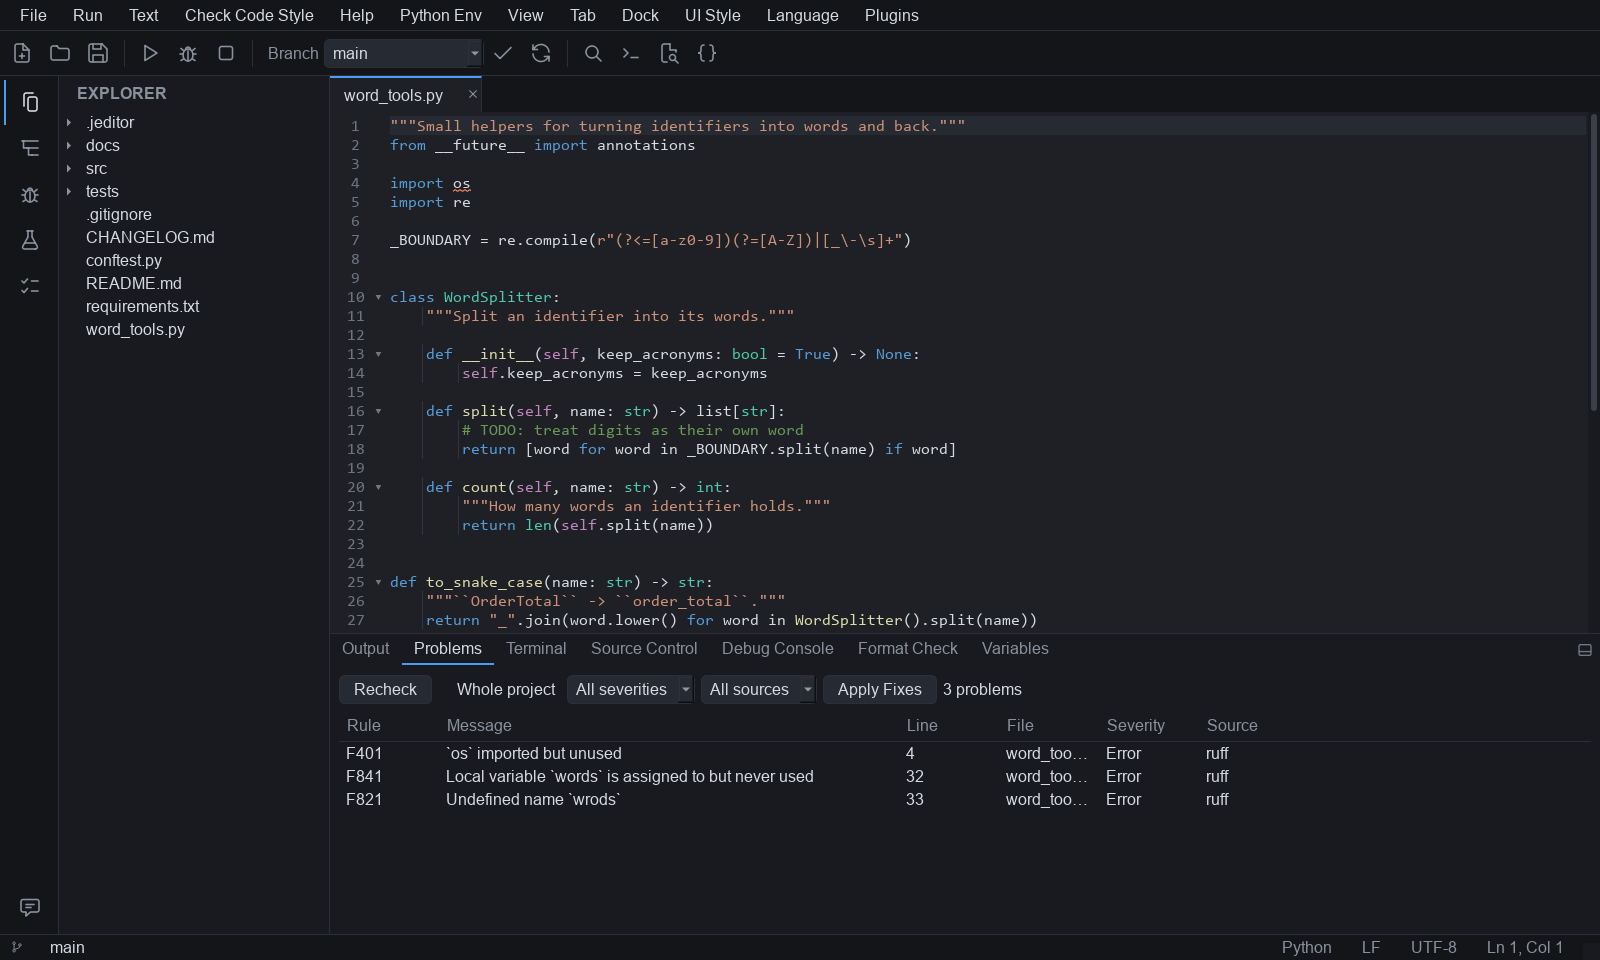 File Run Text Check Code Style Help Python Env View Tab Dock UI Style Language Plugins
Branch main
EXPLORER
.jeditor
docs
src
tests
.gitignore
CHANGELOG.md
conftest.py
README.md
requirements.txt
word_tools.py
word_tools.py
1 """Small helpers for turning identifiers into words and back."""
2 from __future__ import annotations
3
4 import os
5 import re
6
7 _BOUNDARY = re.compile(r"(?<=[a-z0-9])(?=[A-Z])|[_\-\s]+")
8
9
10 class WordSplitter:
11 """Split an identifier into its words."""
12
13 def __init__(self, keep_acronyms: bool = True) -> None:
14 self.keep_acronyms = keep_acronyms
15
16 def split(self, name: str) -> list[str]:
17 # TODO: treat digits as their own word
18 return [word for word in _BOUNDARY.split(name) if word]
19
20 def count(self, name: str) -> int:
21 """How many words an identifier holds."""
22 return len(self.split(name))
23
24
25 def to_snake_case(name: str) -> str:
26 """``OrderTotal`` -> ``order_total``."""
27 return "_".join(word.lower() for word in WordSplitter().split(name))
Output Problems Terminal Source Control Debug Console Format Check Variables
Recheck Whole project All severities All sources Apply Fixes 3 problems
Rule Message Line File Severity Source
F401 `os` imported but unused 4 word_too… Error ruff
F841 Local variable `words` is assigned to but never used 32 word_too… Error ruff
F821 Undefined name `wrods` 33 word_too… Error ruff
main Python LF UTF-8 Ln 1, Col 1